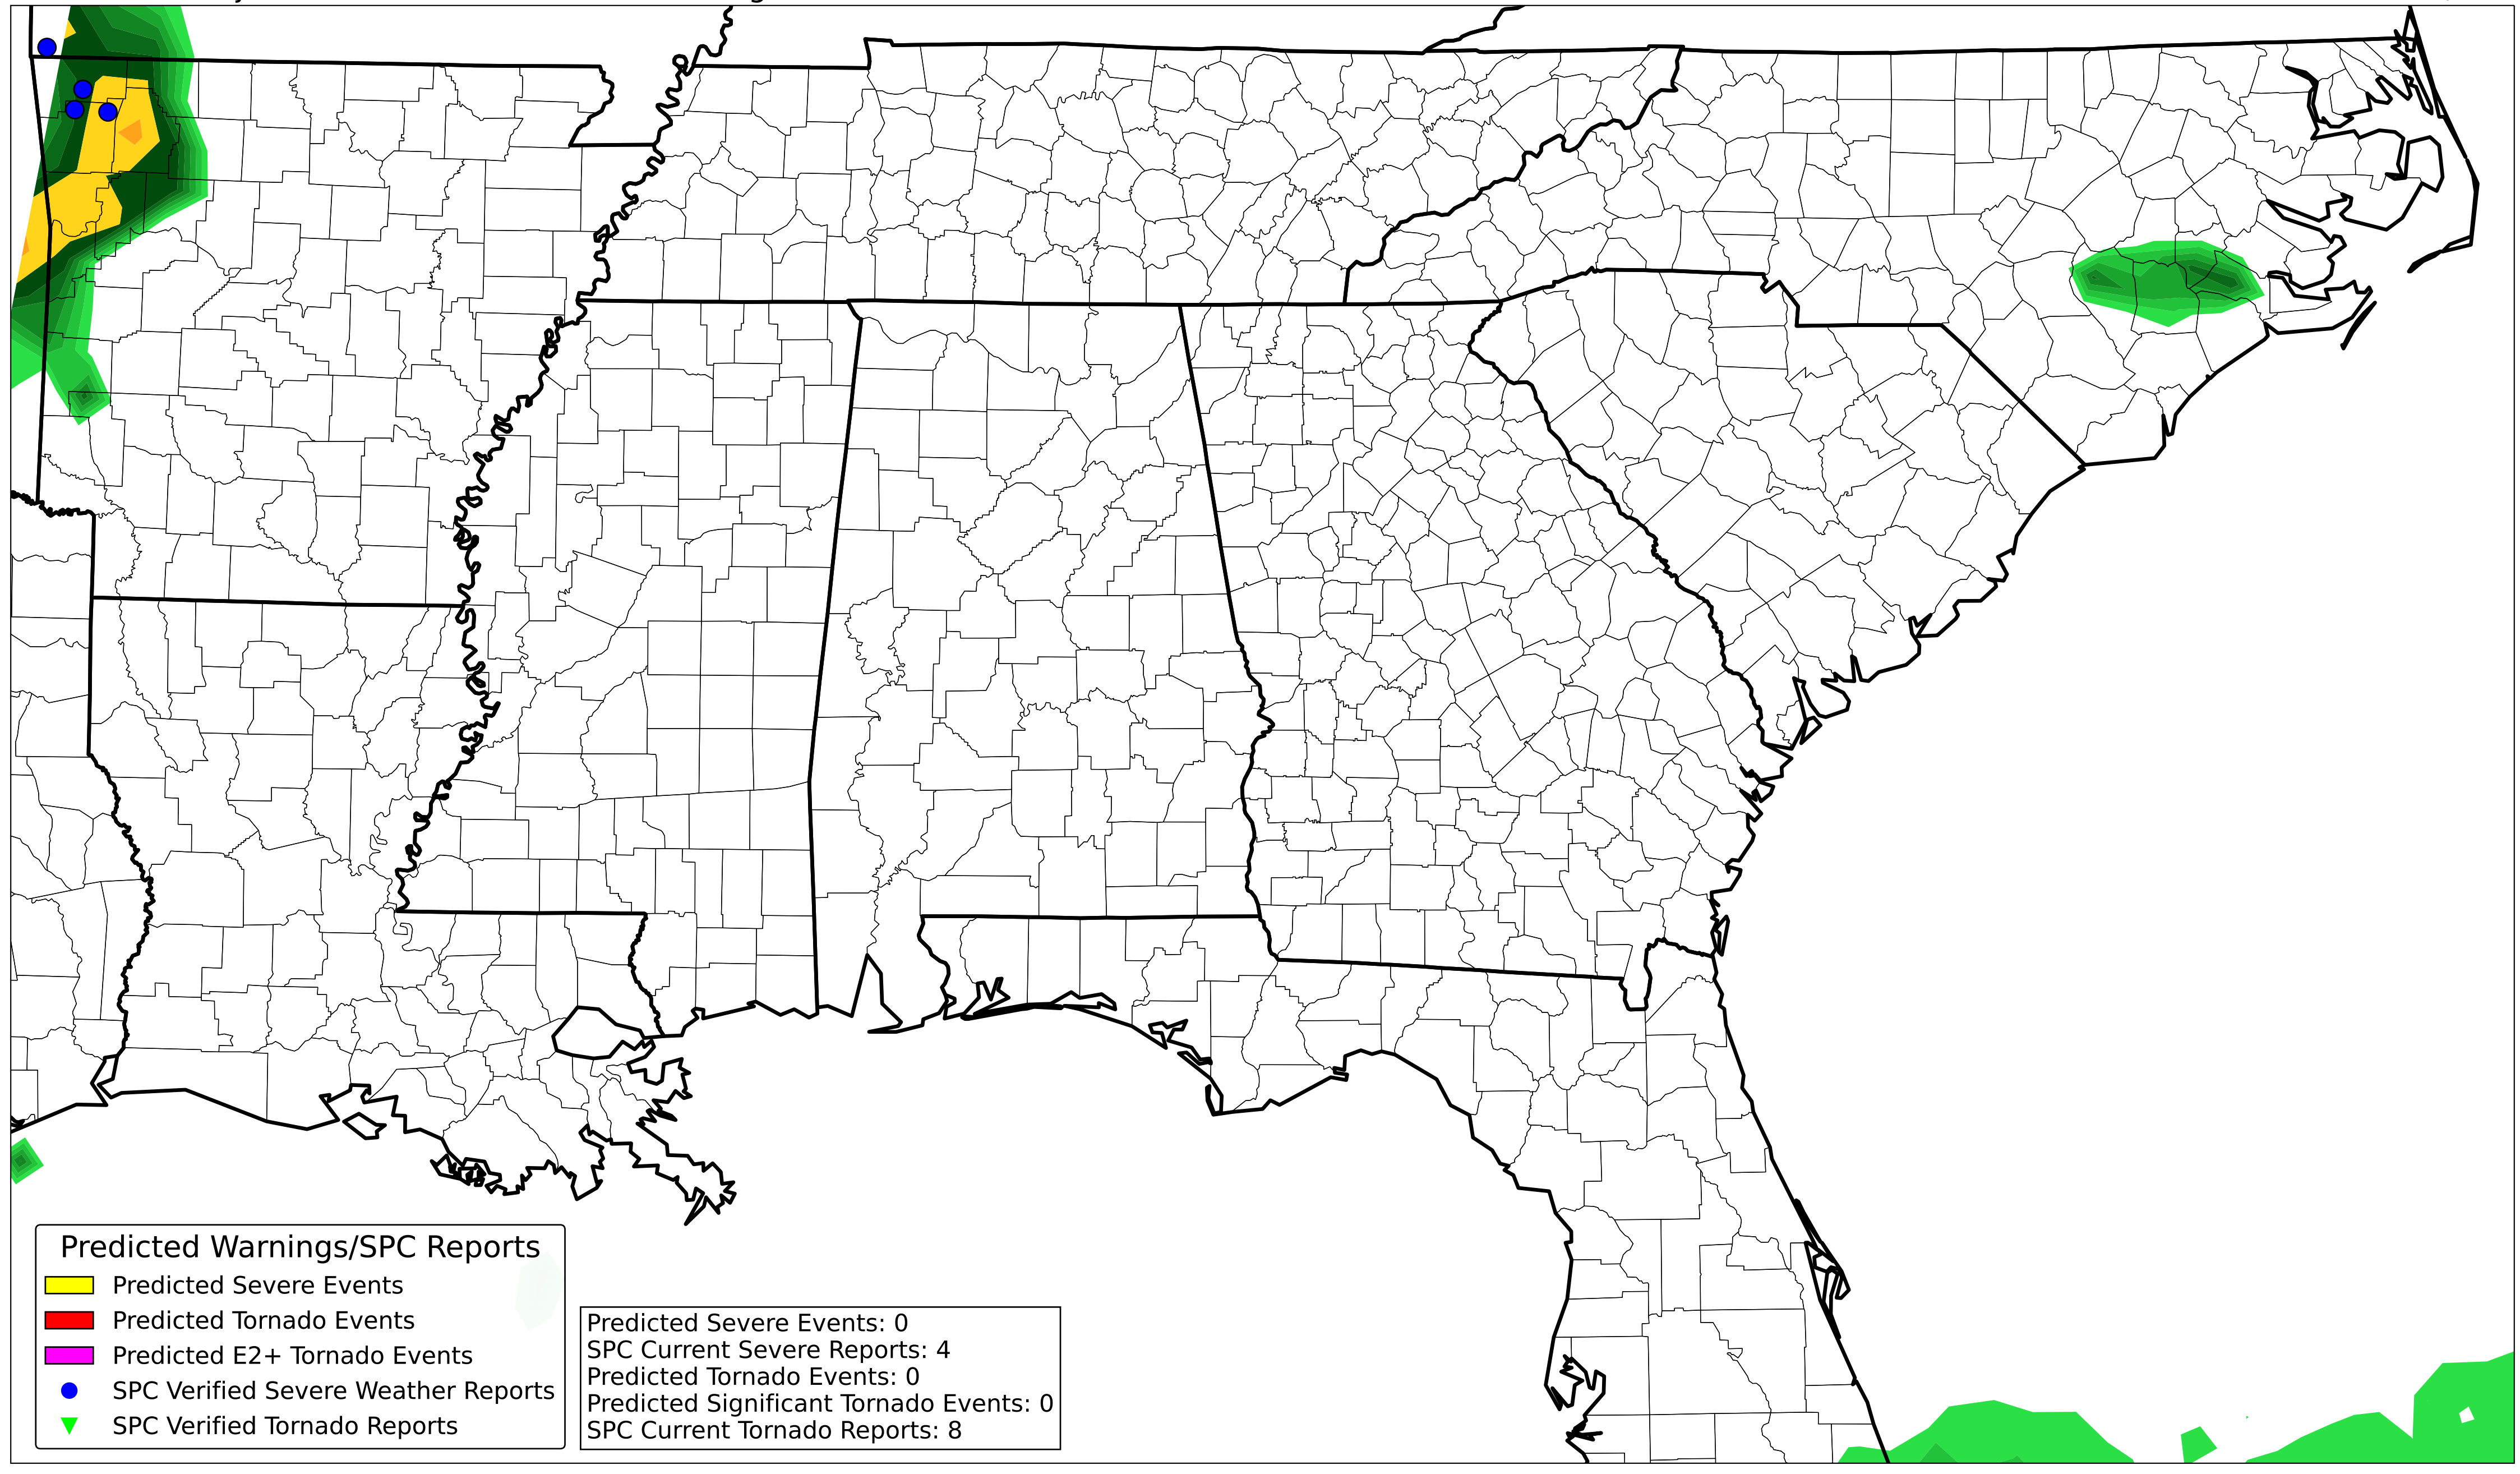 Predicted Warnings/SPC Reports
Predicted Severe Events
Predicted Tornado Events
Predicted E2+ Tornado Events
SPC Verified Severe Weather Reports
SPC Verified Tornado Reports
Predicted Severe Events: 0
SPC Current Severe Reports: 4
Predicted Tornado Events: 0
Predicted Significant Tornado Events: 0
SPC Current Tornado Reports: 8